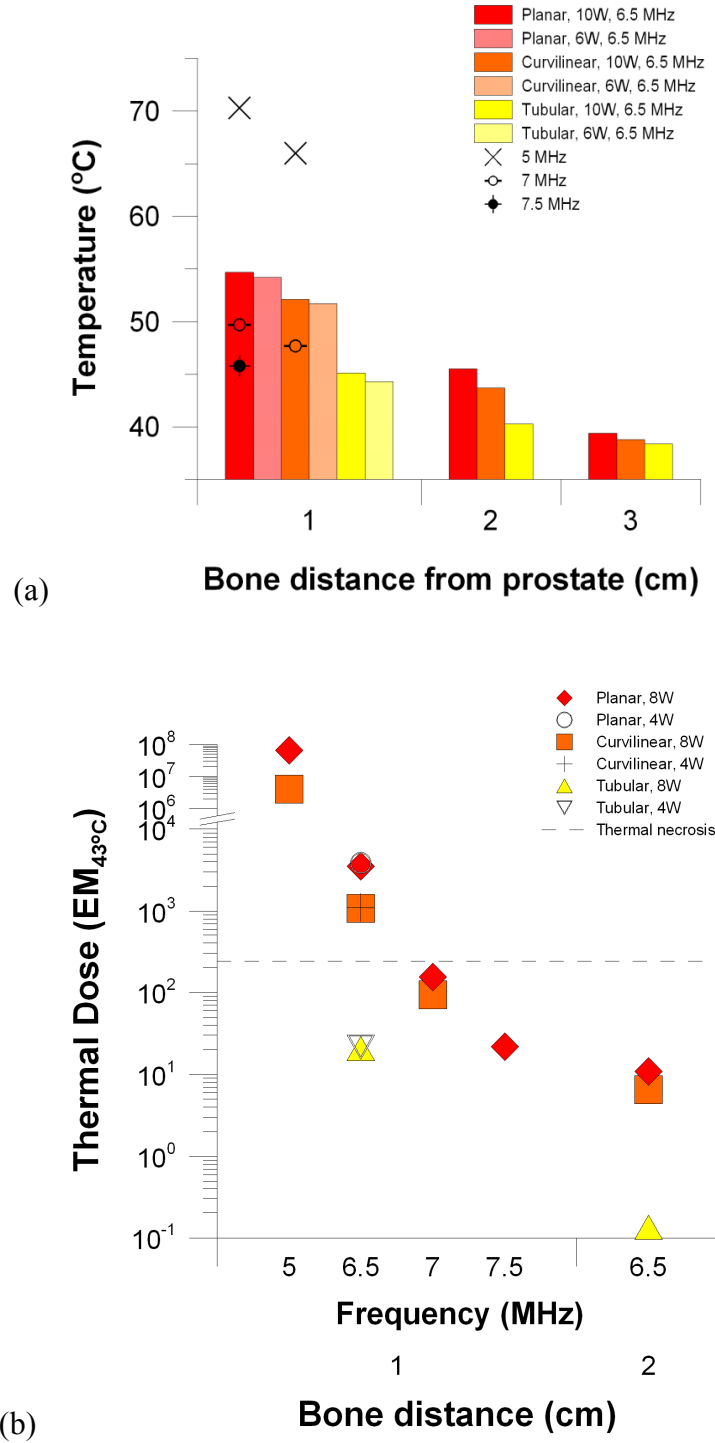 Planar, 10W, 6.5 MHz
Planar, 6W, 6.5 MHz
Curvilinear, 10W, 6.5 MHz
Curvilinear, 6W, 6.5 MHz
Tubular, 10W, 6.5 MHz
Tubular, 6W, 6.5 MHz
5 MHz
7 MHz
7.5 MHz
Temperature (ºC)
70
60
50
40
1 2 3
Bone distance from prostate (cm)
(a)
Planar, 8W
Planar, 4W
Curvilinear, 8W
Curvilinear, 4W
Tubular, 8W
Tubular, 4W
Thermal necrosis
Thermal Dose (EM43ºC)
10^8
10^7
10^6
10^4
10^3
10^2
10^1
10^0
10^-1
5 6.5 7 7.5 6.5
Frequency (MHz)
1 2
Bone distance (cm)
(b)